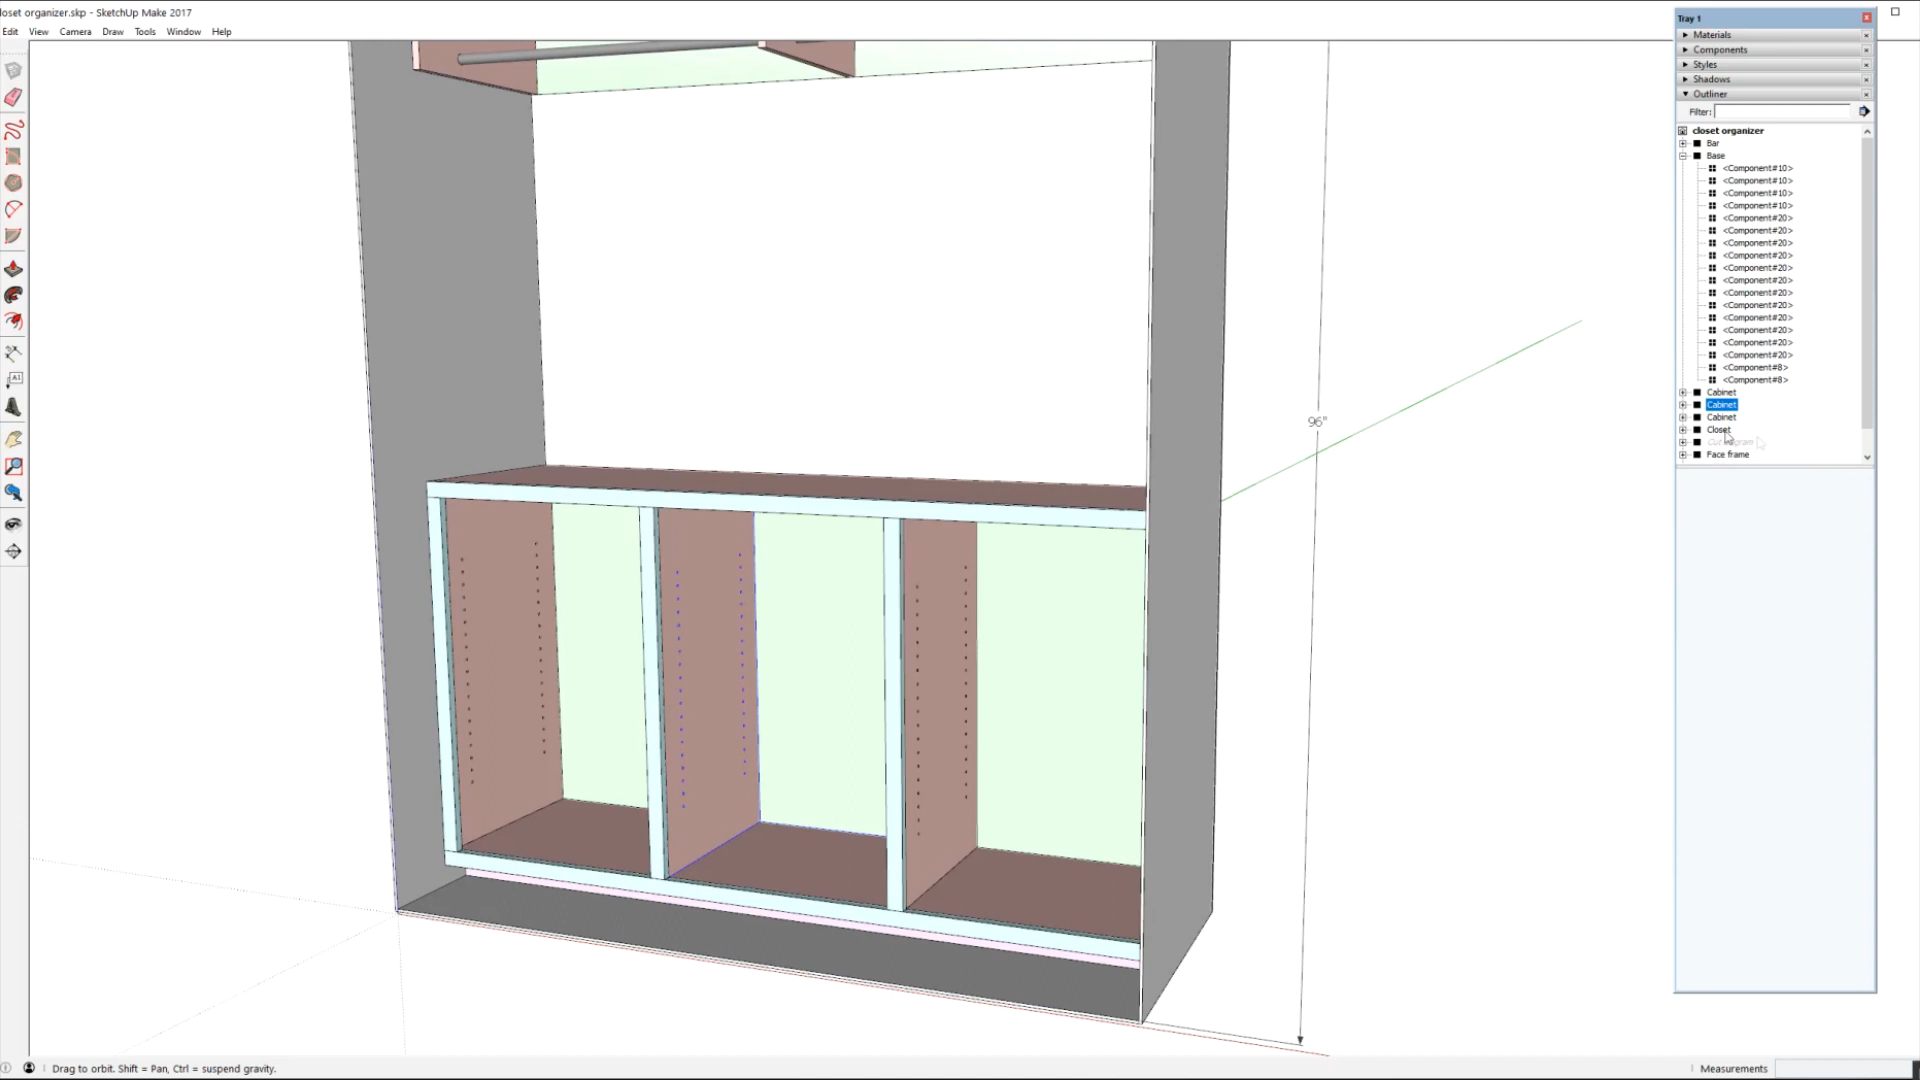 loset organizer.skp - SketchUp Make 2017
Edit View Camera Draw Tools Window Help
Tray 1
Materials
Components
Styles
Shadows
Outliner
Filter:
closet organizer
Bar
Base
<Component#10>
<Component#10>
<Component#10>
<Component#10>
<Component#20>
<Component#20>
<Component#20>
<Component#20>
<Component#20>
<Component#20>
<Component#20>
<Component#20>
<Component#20>
<Component#20>
<Component#20>
<Component#20>
<Component#8>
<Component#8>
Cabinet
Cabinet
Cabinet
Closet
Face frame
96"
A1
Drag to orbit. Shift = Pan, Ctrl = suspend gravity.
Measurements